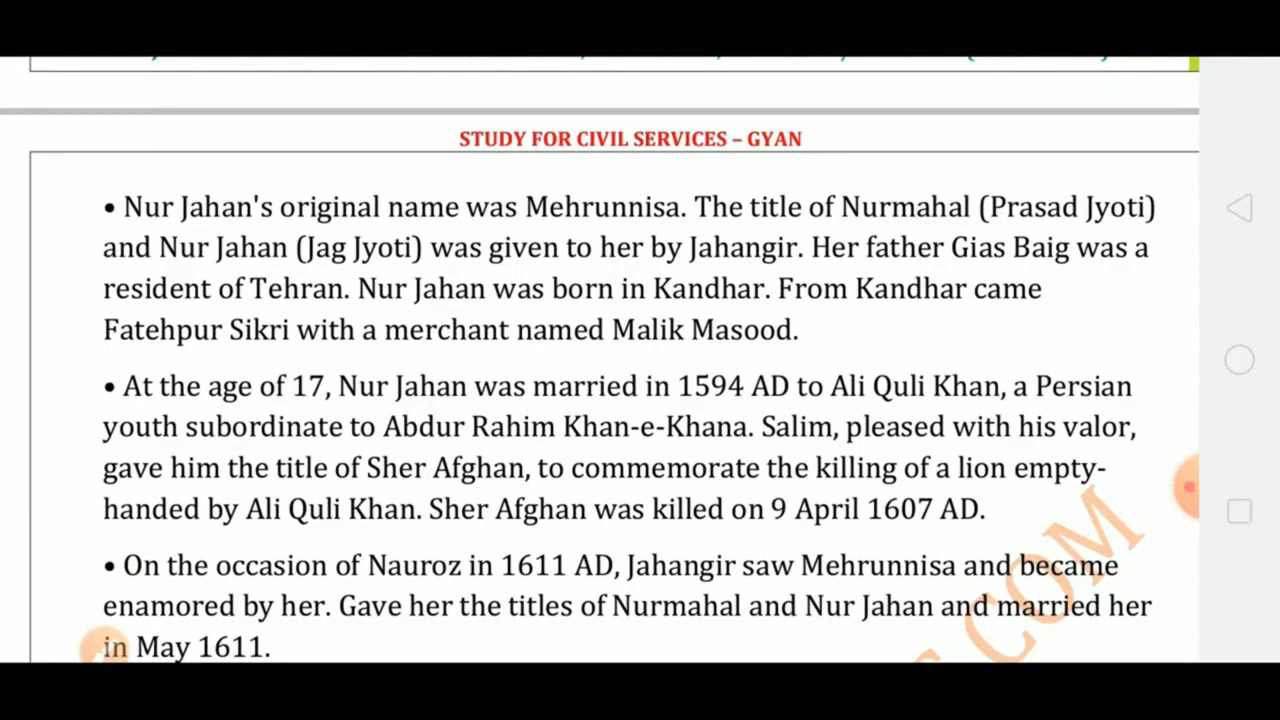 STUDY FOR CIVIL SERVICES – GYAN
• Nur Jahan's original name was Mehrunnisa. The title of Nurmahal (Prasad Jyoti)
and Nur Jahan (Jag Jyoti) was given to her by Jahangir. Her father Gias Baig was a
resident of Tehran. Nur Jahan was born in Kandhar. From Kandhar came
Fatehpur Sikri with a merchant named Malik Masood.
• At the age of 17, Nur Jahan was married in 1594 AD to Ali Quli Khan, a Persian
youth subordinate to Abdur Rahim Khan-e-Khana. Salim, pleased with his valor,
gave him the title of Sher Afghan, to commemorate the killing of a lion empty-
handed by Ali Quli Khan. Sher Afghan was killed on 9 April 1607 AD.
• On the occasion of Nauroz in 1611 AD, Jahangir saw Mehrunnisa and became
enamored by her. Gave her the titles of Nurmahal and Nur Jahan and married her
in May 1611.
.COM